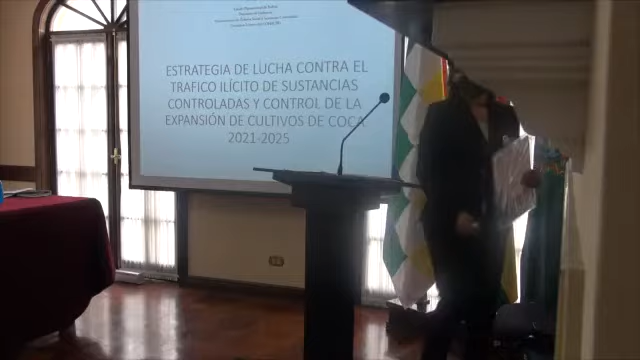 ESTRATEGIA DE LUCHA CONTRA EL
TRAFICO ILÍCITO DE SUSTANCIAS
CONTROLADAS Y CONTROL DE LA
EXPANSIÓN DE CULTIVOS DE COCA
2021-2025